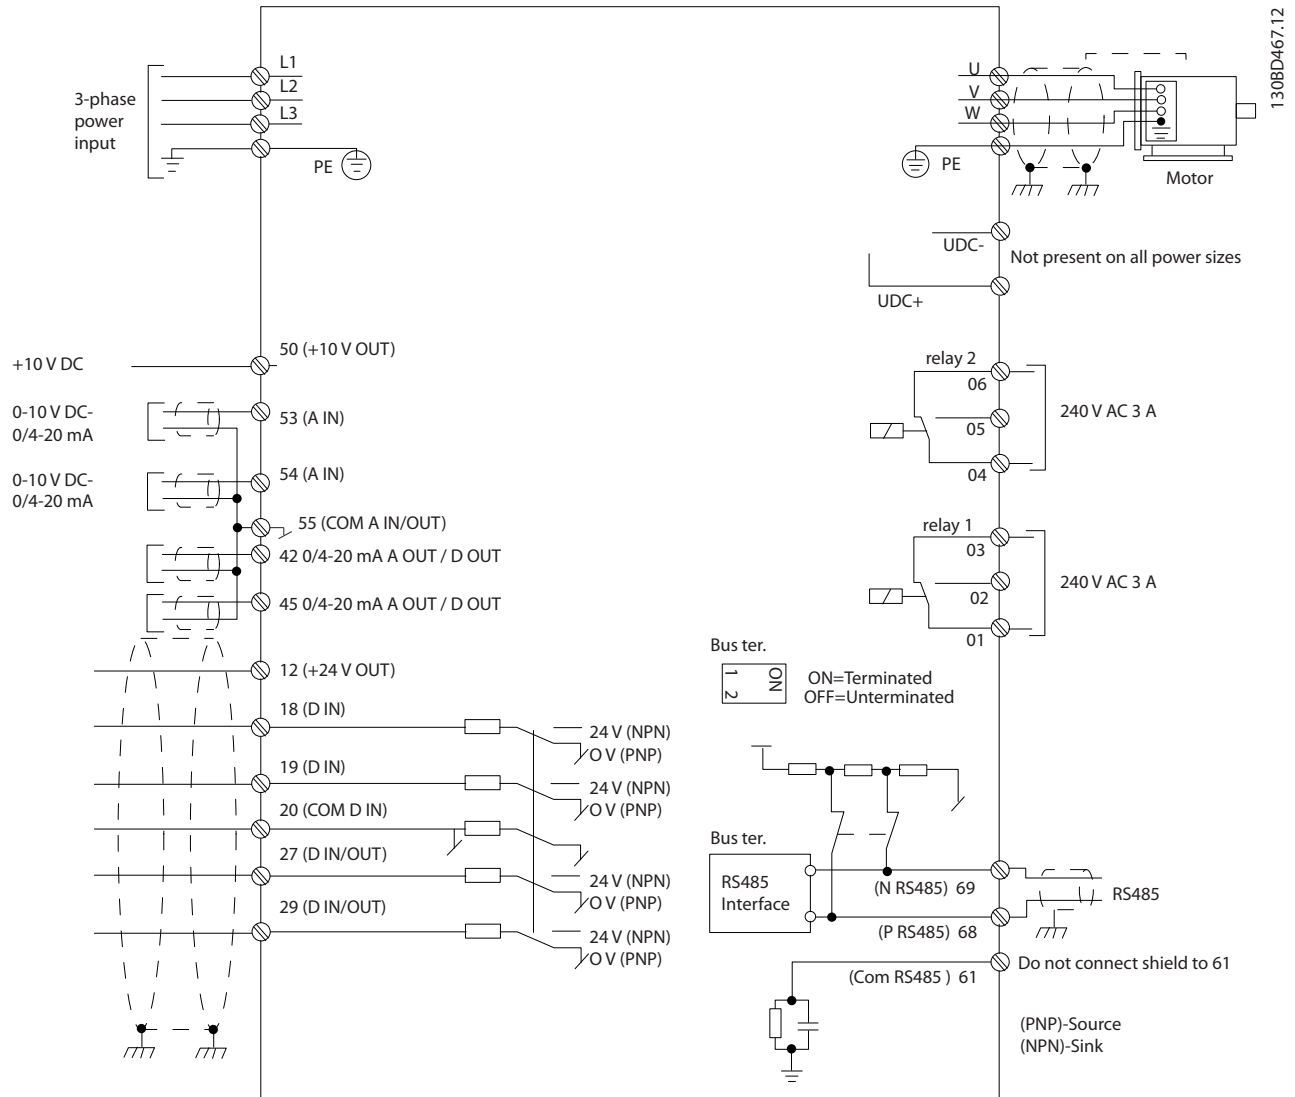 130BD467.12
L1
L2
L3
3-phase
power
input
PE
U
V
W
PE
Motor
UDC-
Not present on all power sizes
UDC+
+10 V DC
50 (+10 V OUT)
0-10 V DC-
0/4-20 mA
53 (A IN)
0-10 V DC-
0/4-20 mA
54 (A IN)
55 (COM A IN/OUT)
42 0/4-20 mA A OUT / D OUT
45 0/4-20 mA A OUT / D OUT
12 (+24 V OUT)
18 (D IN)
24 V (NPN)
O V (PNP)
19 (D IN)
24 V (NPN)
O V (PNP)
20 (COM D IN)
27 (D IN/OUT)
24 V (NPN)
O V (PNP)
29 (D IN/OUT)
24 V (NPN)
O V (PNP)
relay 2
06
05
04
240 V AC 3 A
relay 1
03
02
01
240 V AC 3 A
Bus ter.
1
2
ON
ON=Terminated
OFF=Unterminated
Bus ter.
RS485
Interface
(N RS485) 69
(P RS485) 68
RS485
(Com RS485 ) 61
Do not connect shield to 61
(PNP)-Source
(NPN)-Sink